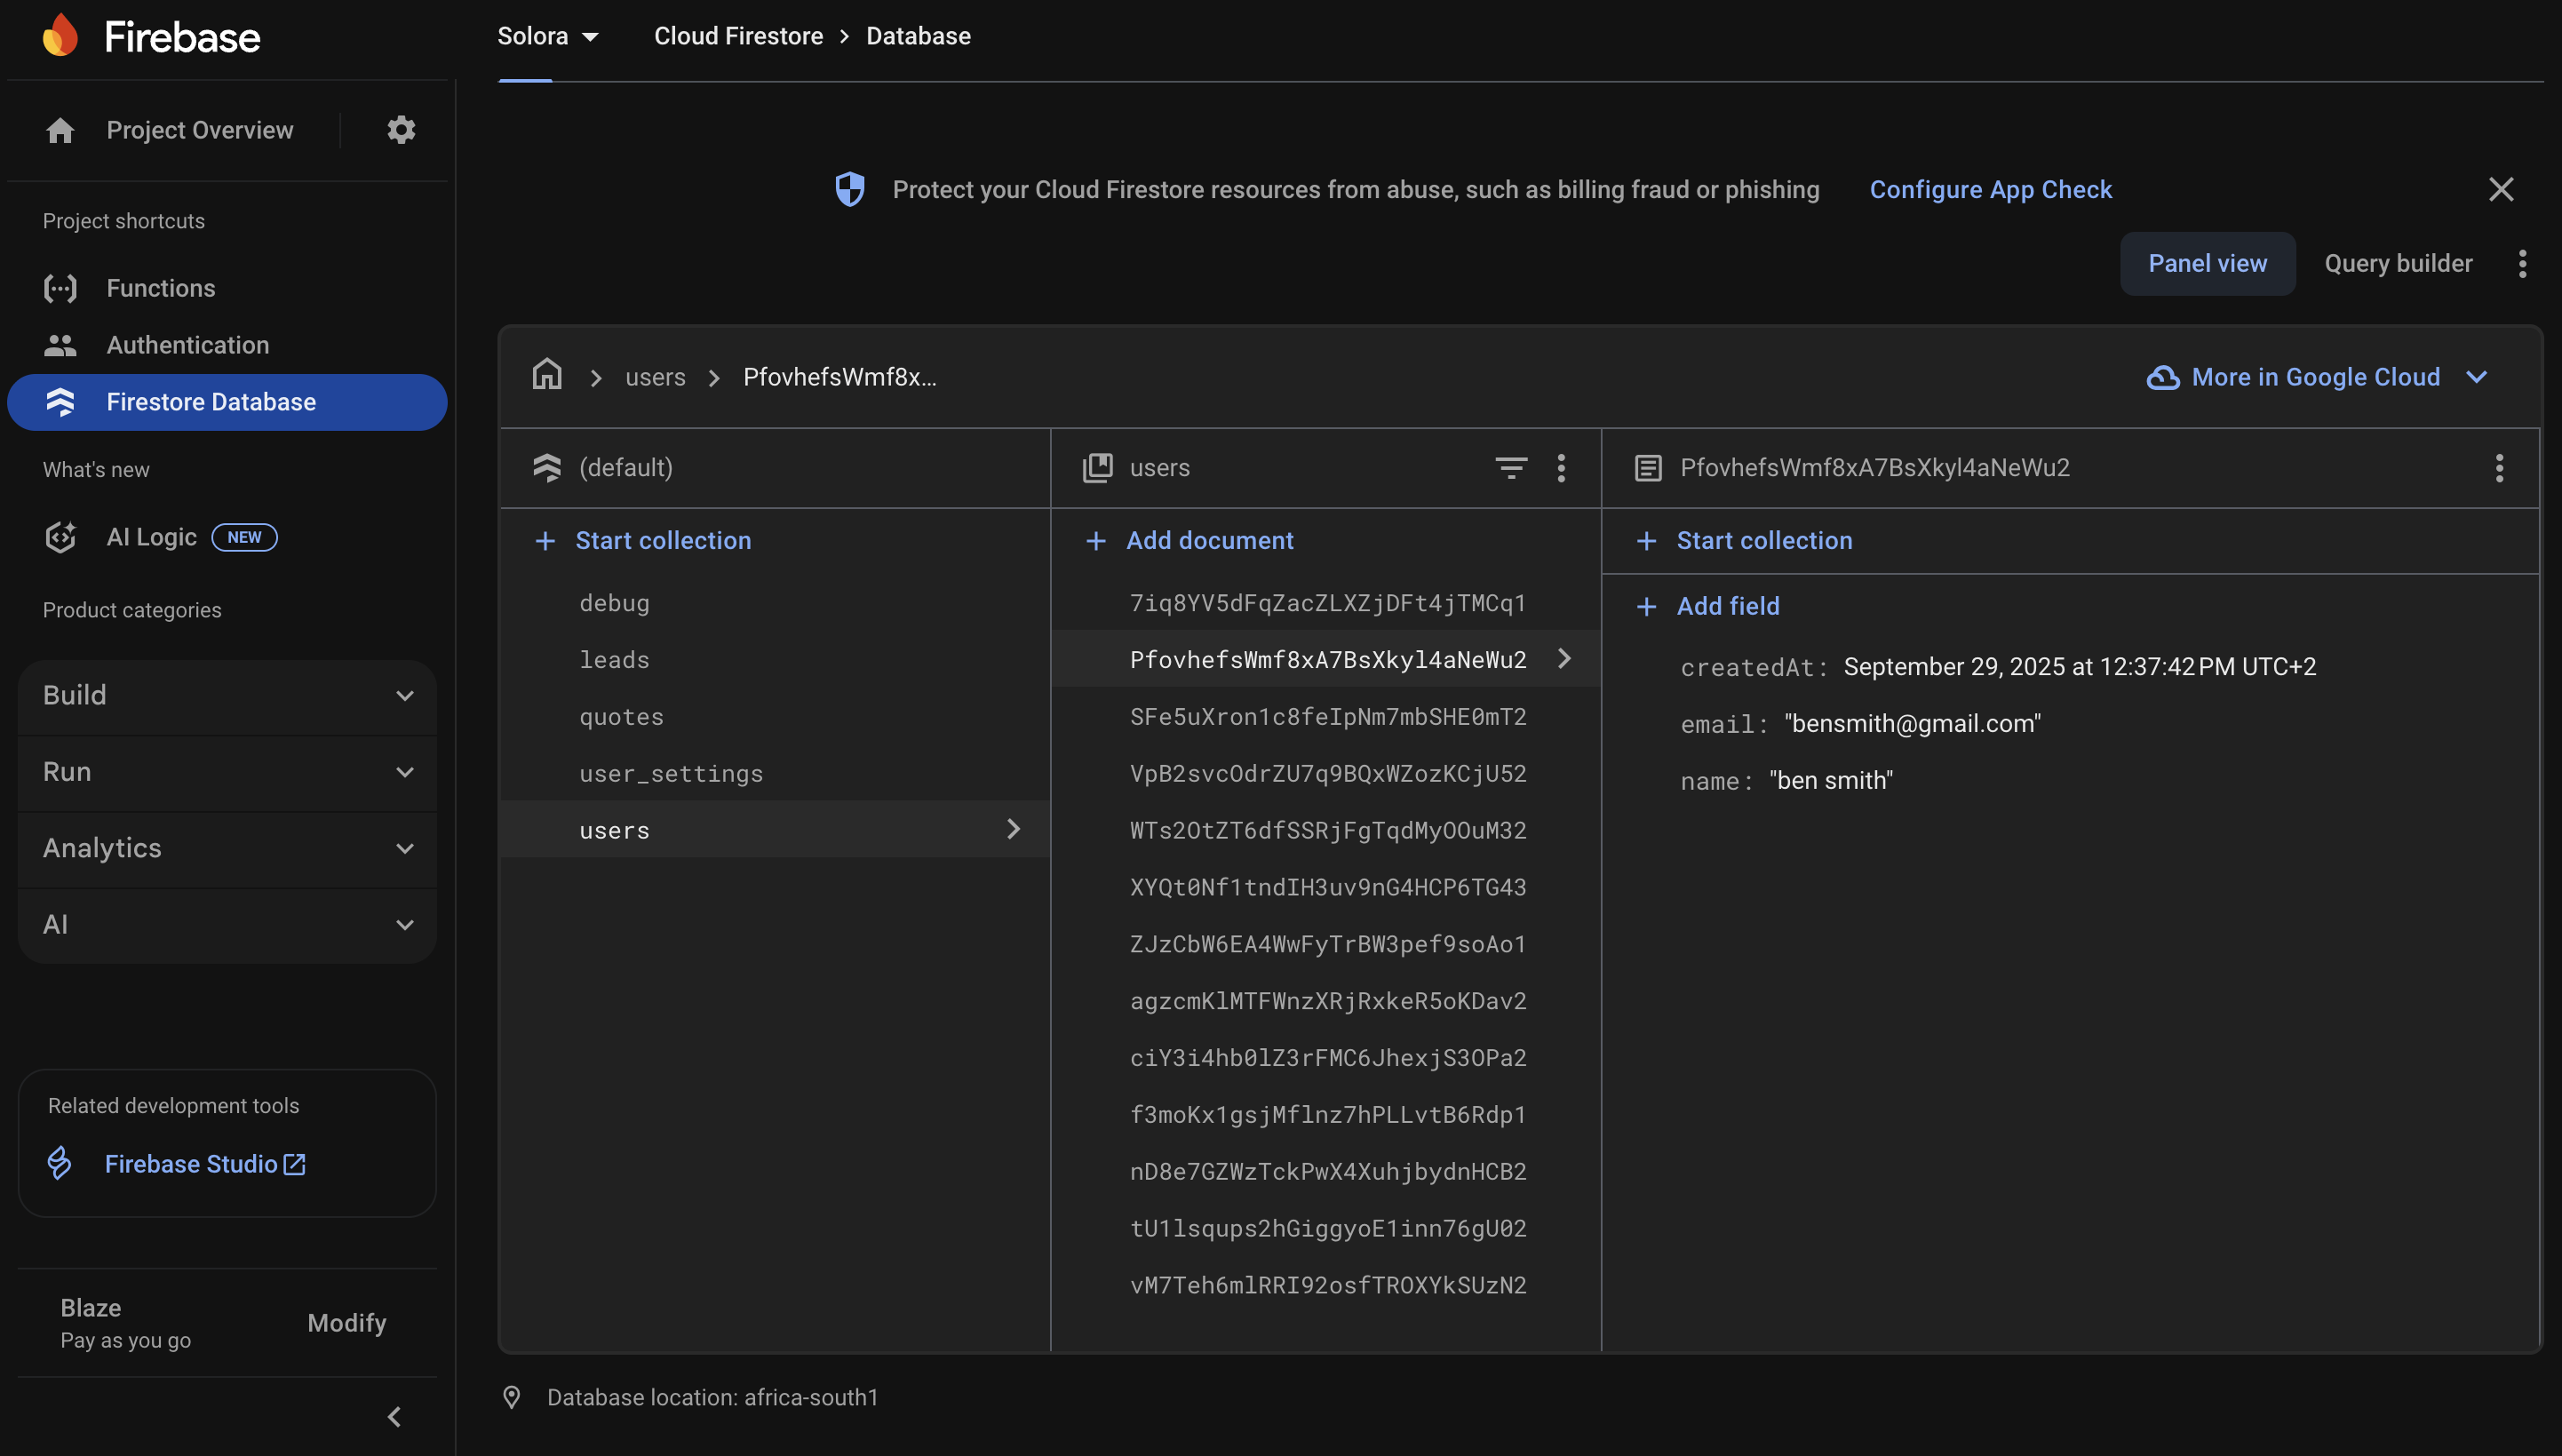 Firebase
Solora
Cloud Firestore > Database
Project Overview
Project shortcuts
Functions
Authentication
Firestore Database
What's new
AI Logic NEW
Product categories
Build
Run
Analytics
AI
Related development tools
Firebase Studio
Blaze
Pay as you go
Modify
Protect your Cloud Firestore resources from abuse, such as billing fraud or phishing Configure App Check
Panel view Query builder
users > PfovhefsWmf8x...
More in Google Cloud
(default)
Start collection
debug
leads
quotes
user_settings
users
users
Add document
7iq8YV5dFqZacZLXZjDFt4jTMCq1
PfovhefsWmf8xA7BsXkyl4aNeWu2
SFe5uXron1c8feIpNm7mbSHE0mT2
VpB2svcOdrZU7q9BQxWZozKCjU52
WTs2OtZT6dfSSRjFgTqdMyOOuM32
XYQt0Nf1tndIH3uv9nG4HCP6TG43
ZJzCbW6EA4WwFyTrBW3pef9soAo1
agzcmKlMTFWnzXRjRxkeR5oKDav2
ciY3i4hb0lZ3rFMC6JhexjS3OPa2
f3moKx1gsjMflnz7hPLLvtB6Rdp1
nD8e7GZWzTckPwX4XuhjbydnHCB2
tU1lsqups2hGiggyoE1inn76gU02
vM7Teh6mlRRI92osfTROXYkSUzN2
PfovhefsWmf8xA7BsXkyl4aNeWu2
Start collection
Add field
createdAt: September 29, 2025 at 12:37:42 PM UTC+2
email: "bensmith@gmail.com"
name: "ben smith"
Database location: africa-south1